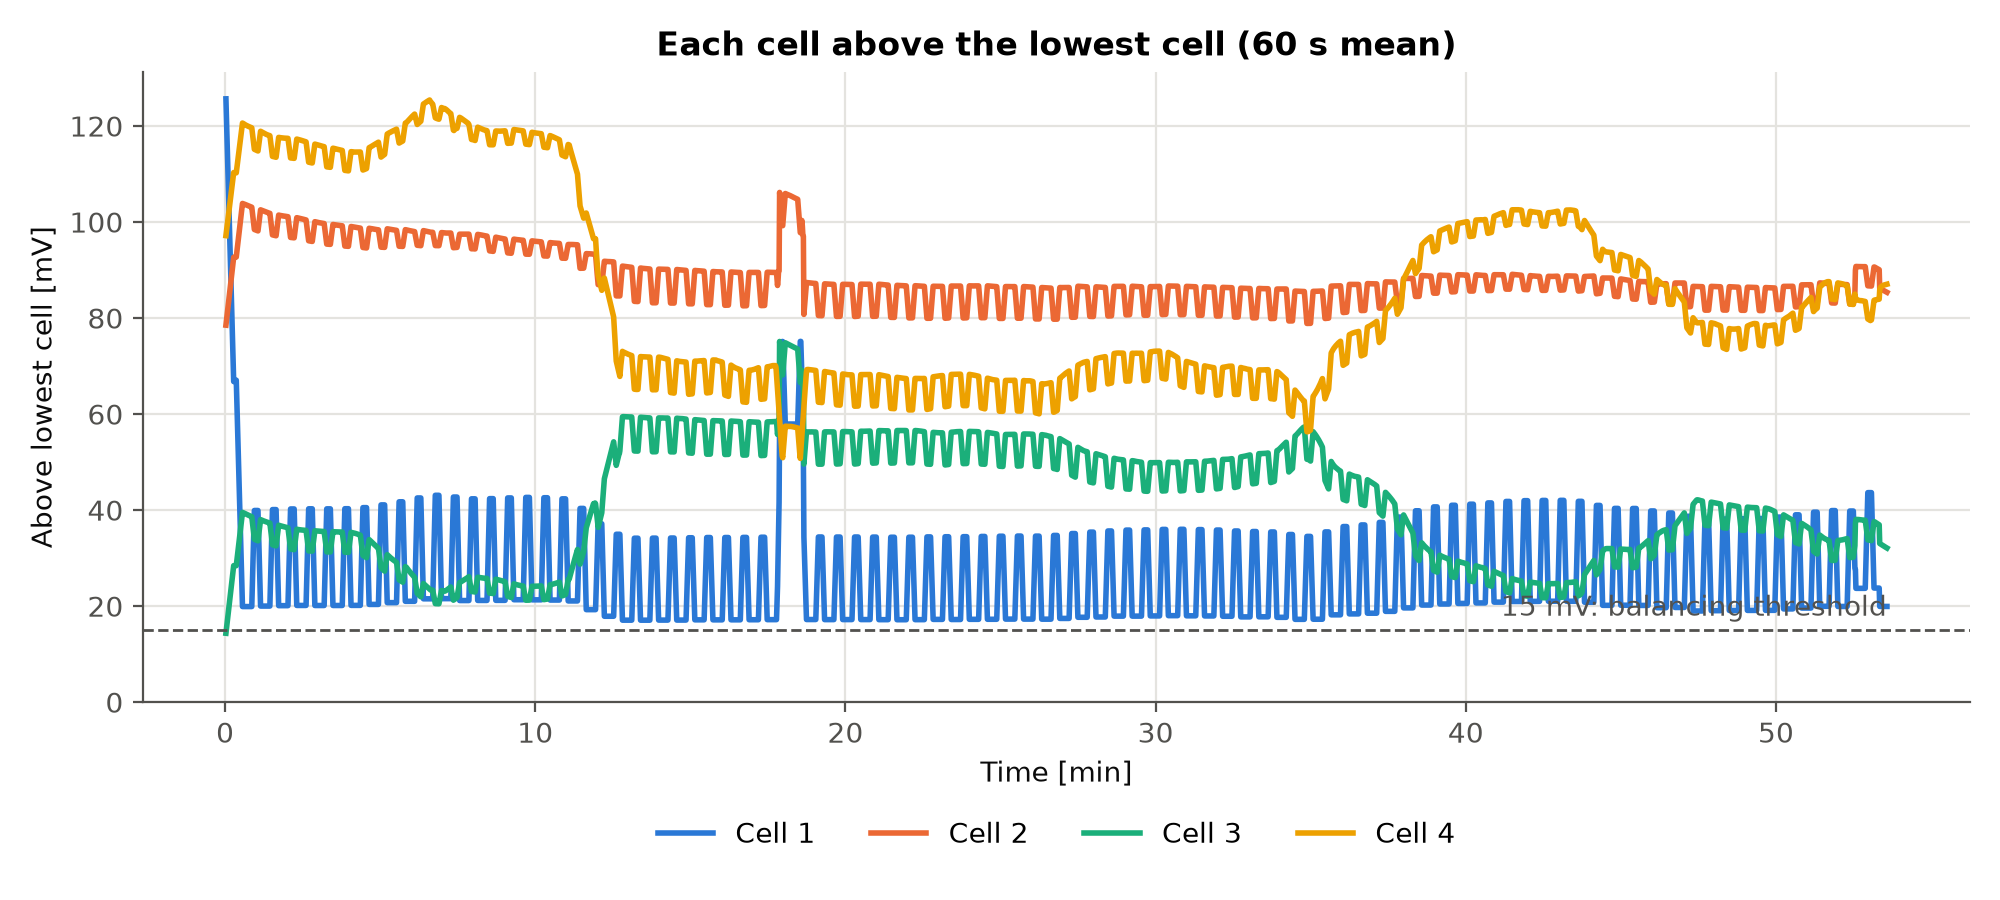 Each cell above the lowest cell (60 s mean)
Above lowest cell [mV]
120
100
80
60
40
20
0
15 mV: balancing threshold
0 10 20 30 40 50
Time [min]
Cell 1 Cell 2 Cell 3 Cell 4